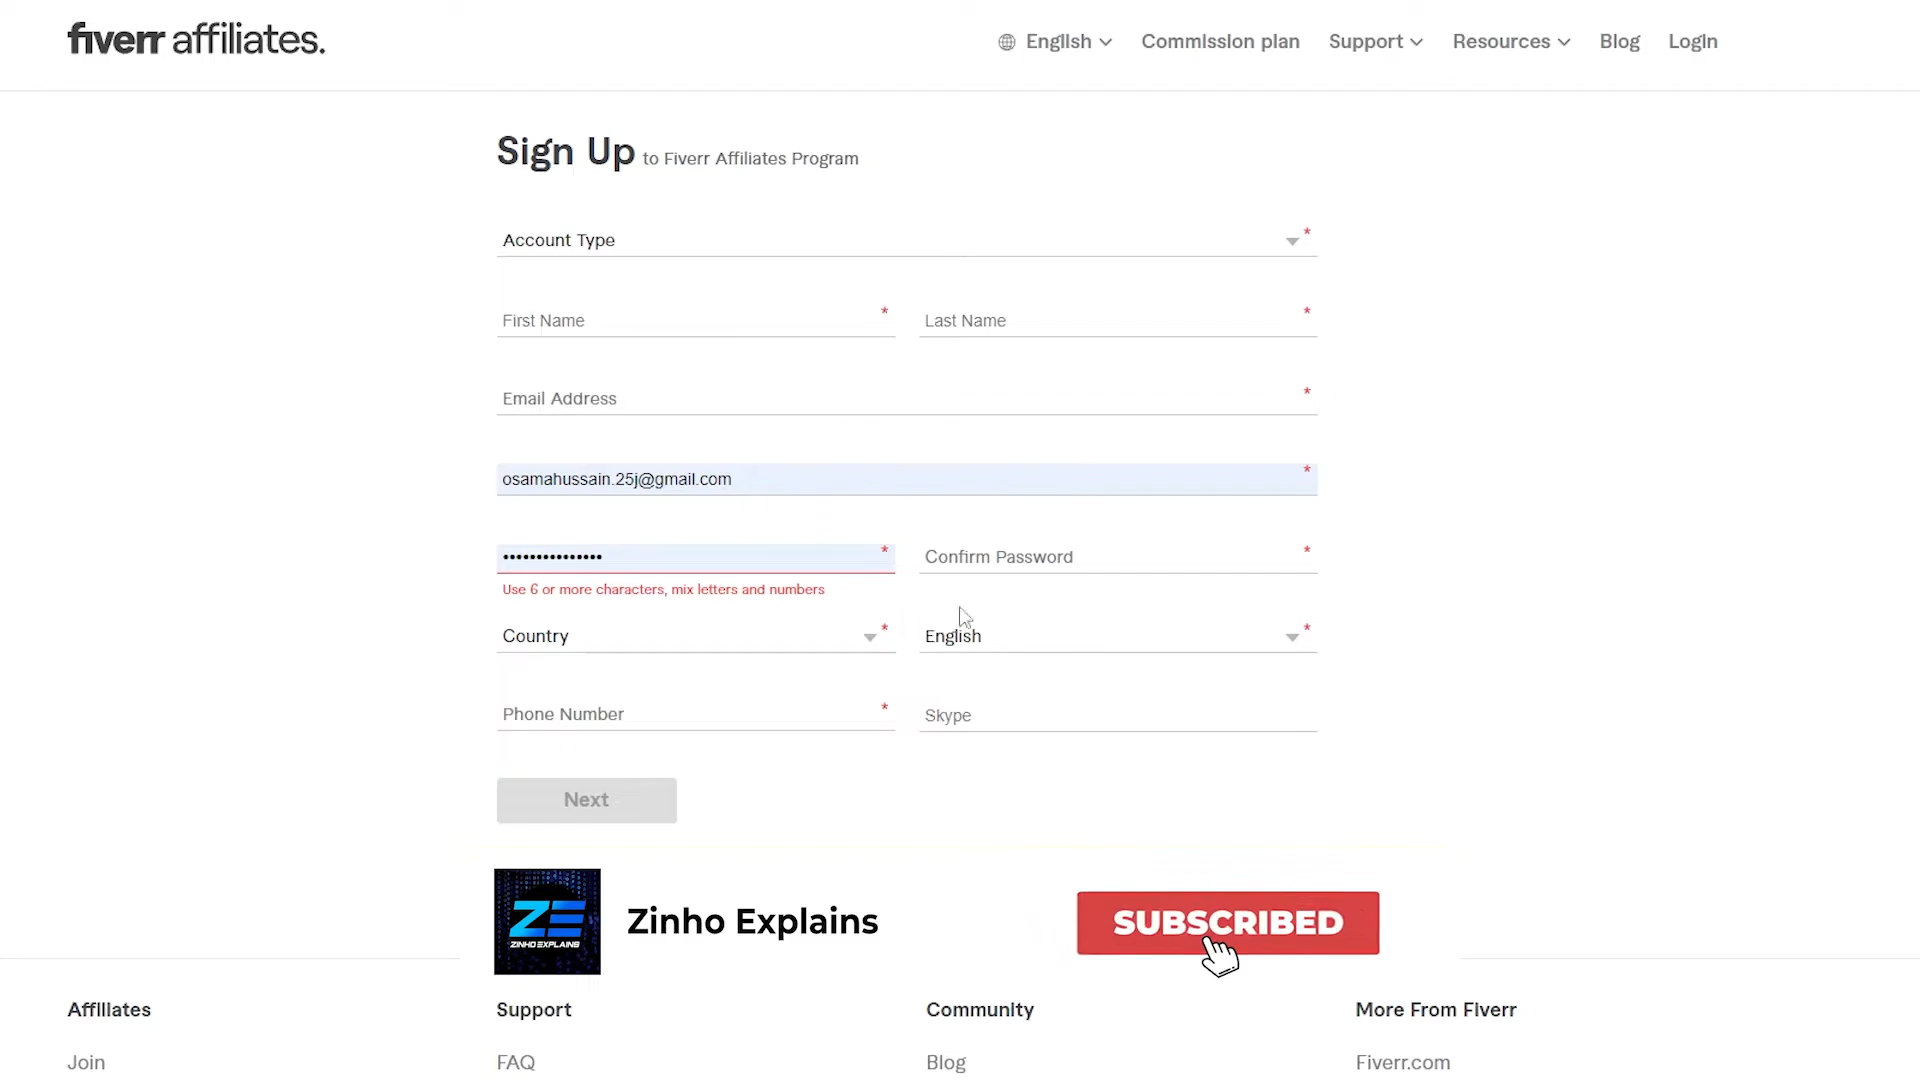 fiverr affiliates.
English
Commission plan
Support
Resources
Blog
Login
Sign Up to Fiverr Affiliates Program
Account Type *
First Name *
Last Name *
Email Address *
osamahussain.25j@gmail.com *
••••••••••••••• *
Confirm Password *
Use 6 or more characters, mix letters and numbers
Country *
English *
Phone Number *
Skype
Next
ZE
ZINHO EXPLAINS
Zinho Explains
SUBSCRIBED
Affiliates
Support
Community
More From Fiverr
Join
FAQ
Blog
Fiverr.com